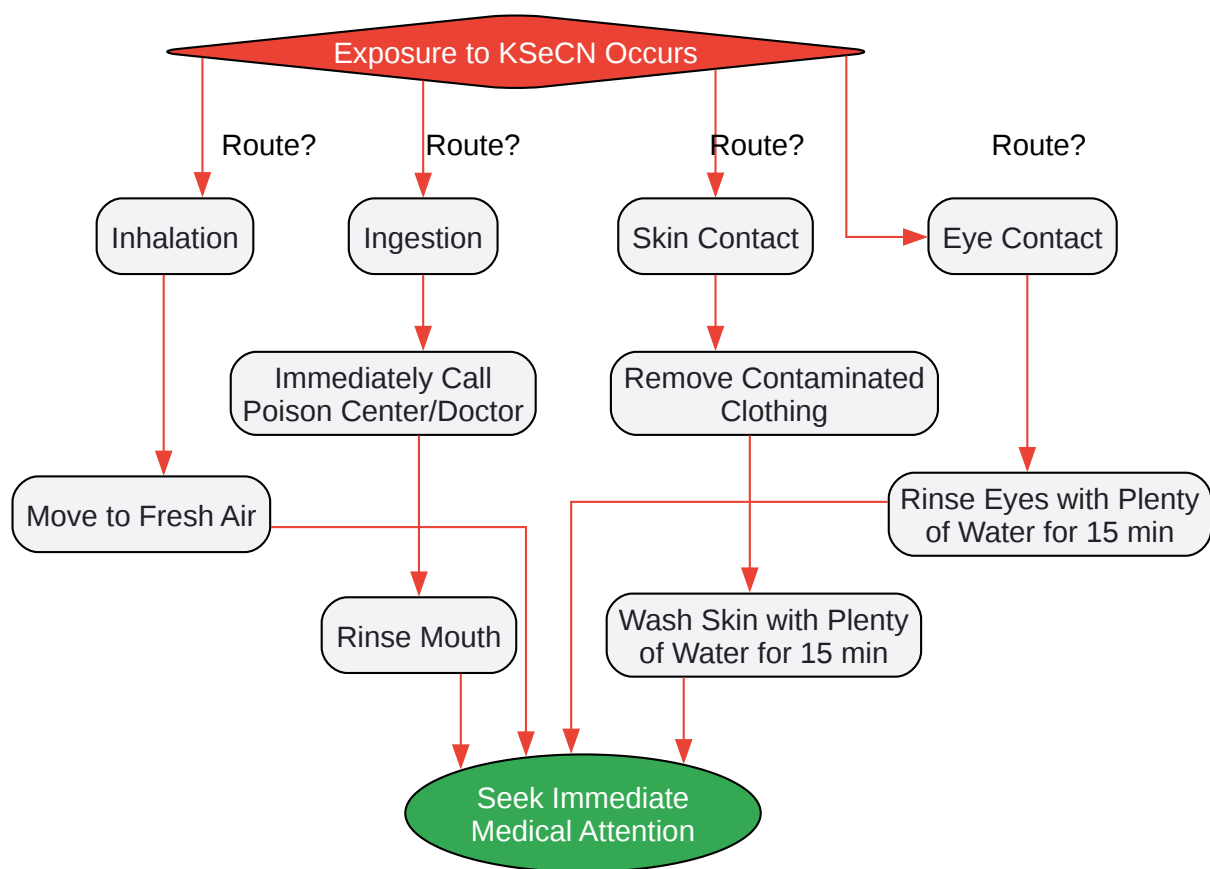 Exposure to KSeCN Occurs
Route?
Route?
Route?
Route?
Inhalation
Ingestion
Skin Contact
Eye Contact
Immediately Call
Poison Center/Doctor
Remove Contaminated
Clothing
Move to Fresh Air
Rinse Eyes with Plenty
of Water for 15 min
Rinse Mouth
Wash Skin with Plenty
of Water for 15 min
Seek Immediate
Medical Attention